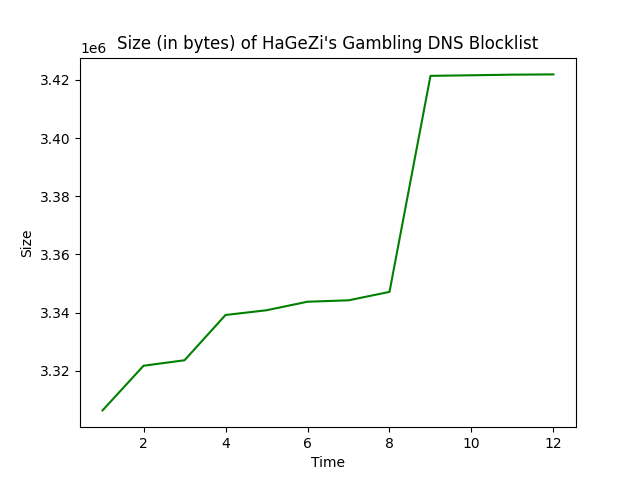 Size (in bytes) of HaGeZi's Gambling DNS Blocklist
1e6
3.42
3.40
3.38
3.36
3.34
3.32
Size
2 4 6 8 10 12
Time